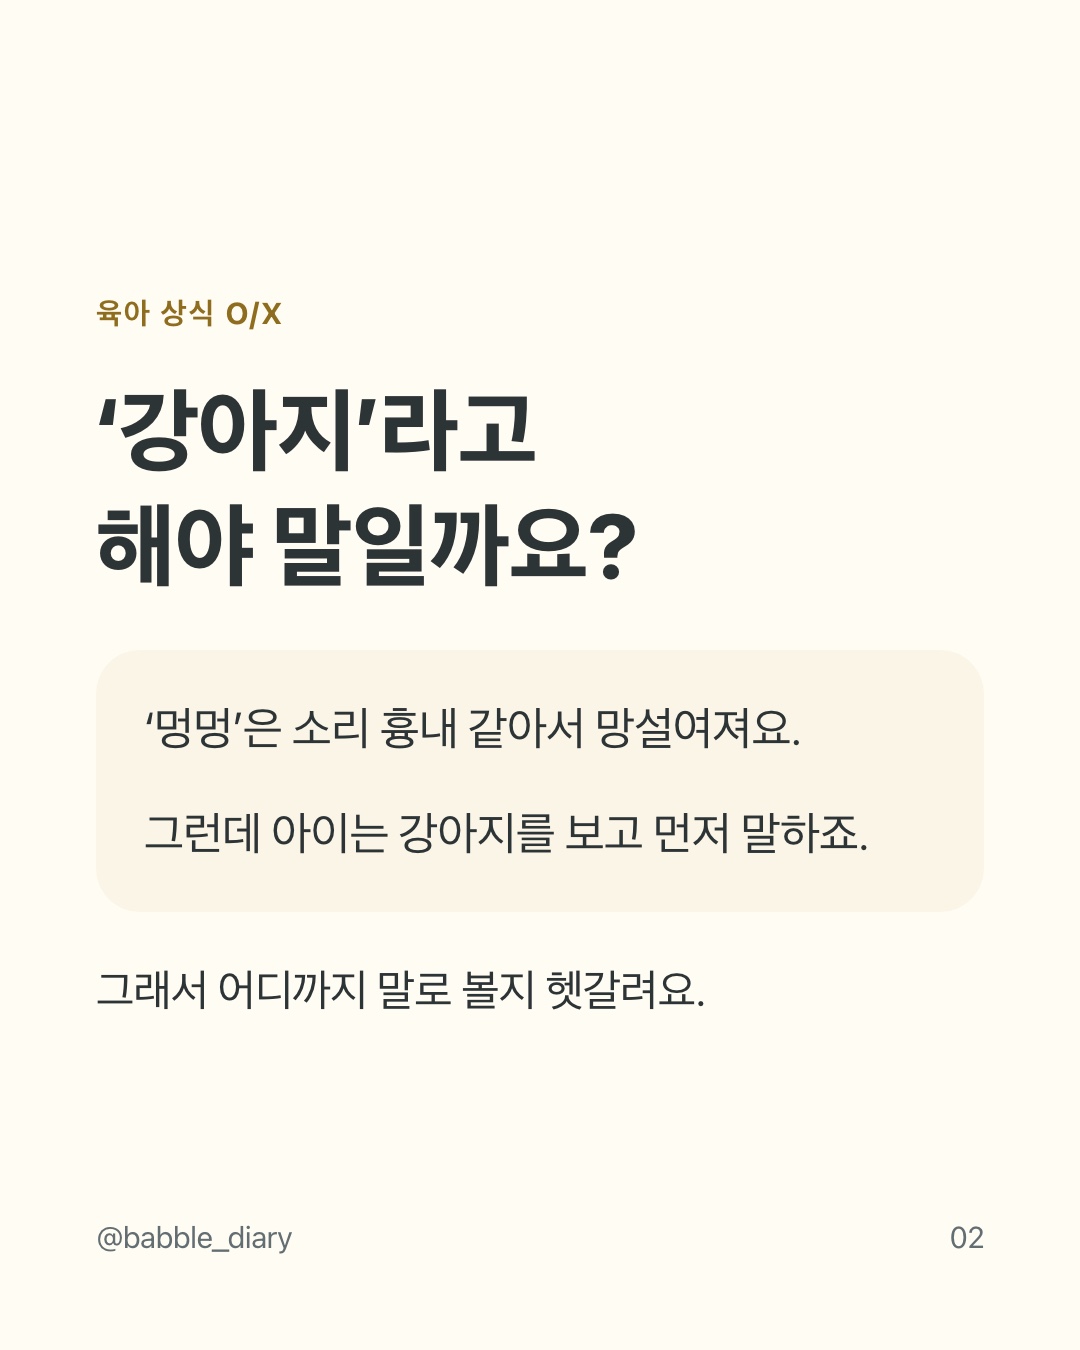 육아 상식 O/X
‘강아지’라고
해야 말일까요?
‘멍멍’은 소리 흉내 같아서 망설여져요.
그런데 아이는 강아지를 보고 먼저 말하죠.
그래서 어디까지 말로 볼지 헷갈려요.
@babble_diary
02